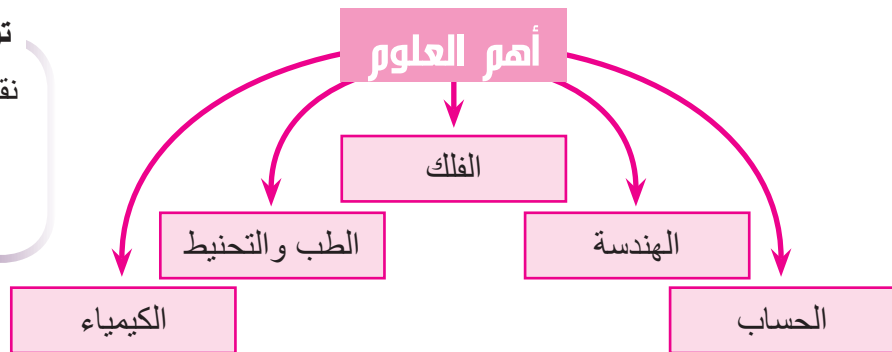 أهم العلوم
الفلك
الهندسة
الطب والتحنيط
الحساب
الكيمياء